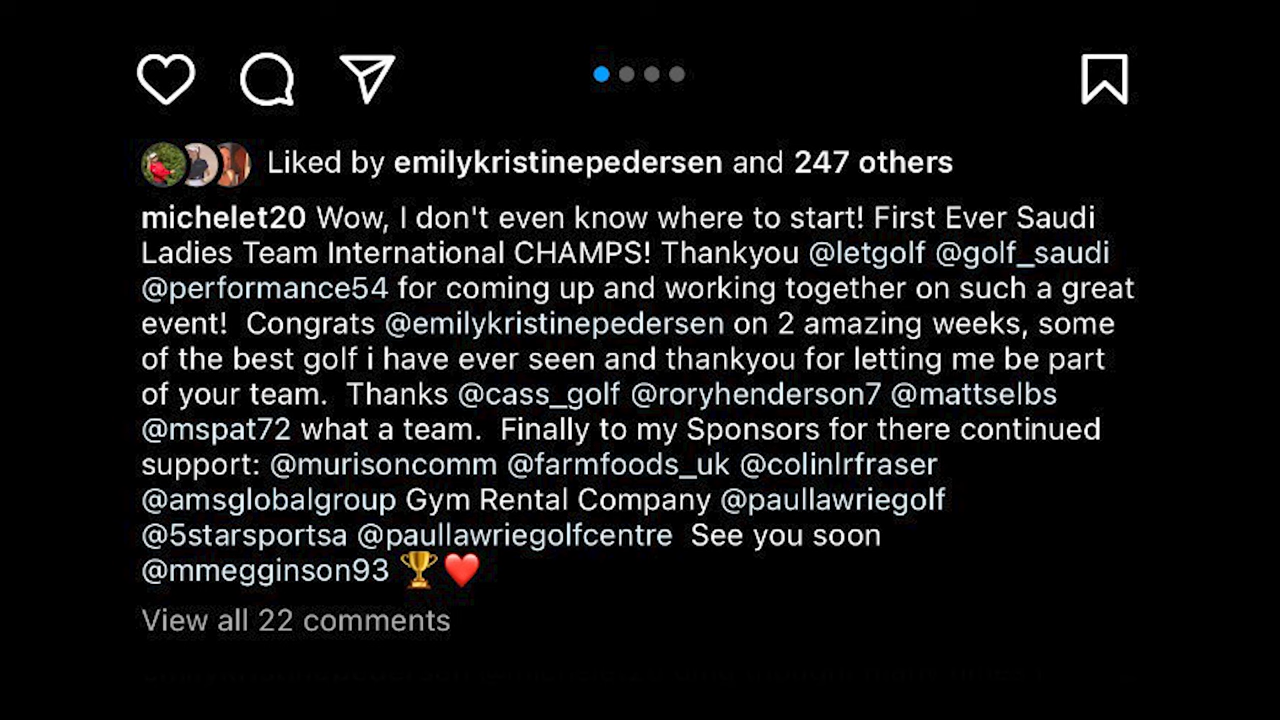 Liked by emilykristinepedersen and 247 others
michelet20 Wow, I don't even know where to start! First Ever Saudi
Ladies Team International CHAMPS! Thankyou @letgolf @golf_saudi
@performance54 for coming up and working together on such a great
event!  Congrats @emilykristinepedersen on 2 amazing weeks, some
of the best golf i have ever seen and thankyou for letting me be part
of your team.  Thanks @cass_golf @roryhenderson7 @mattselbs
@mspat72 what a team.  Finally to my Sponsors for there continued
support: @murisoncomm @farmfoods_uk @colinlrfraser
@amsglobalgroup Gym Rental Company @paullawriegolf
@5starsportsa @paullawriegolfcentre  See you soon
@mmegginson93 🏆❤️
View all 22 comments